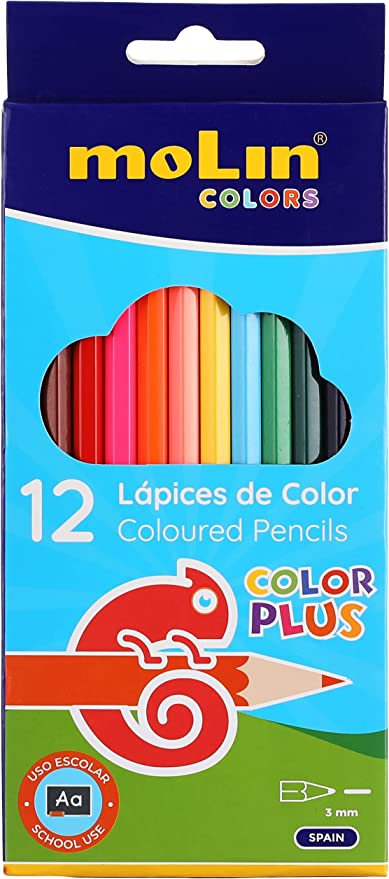 moLin®
COLORS
12
Lápices de Color
Coloured Pencils
COLOR
PLUS
USO ESCOLAR
Aa
SCHOOL USE
3 mm
SPAIN